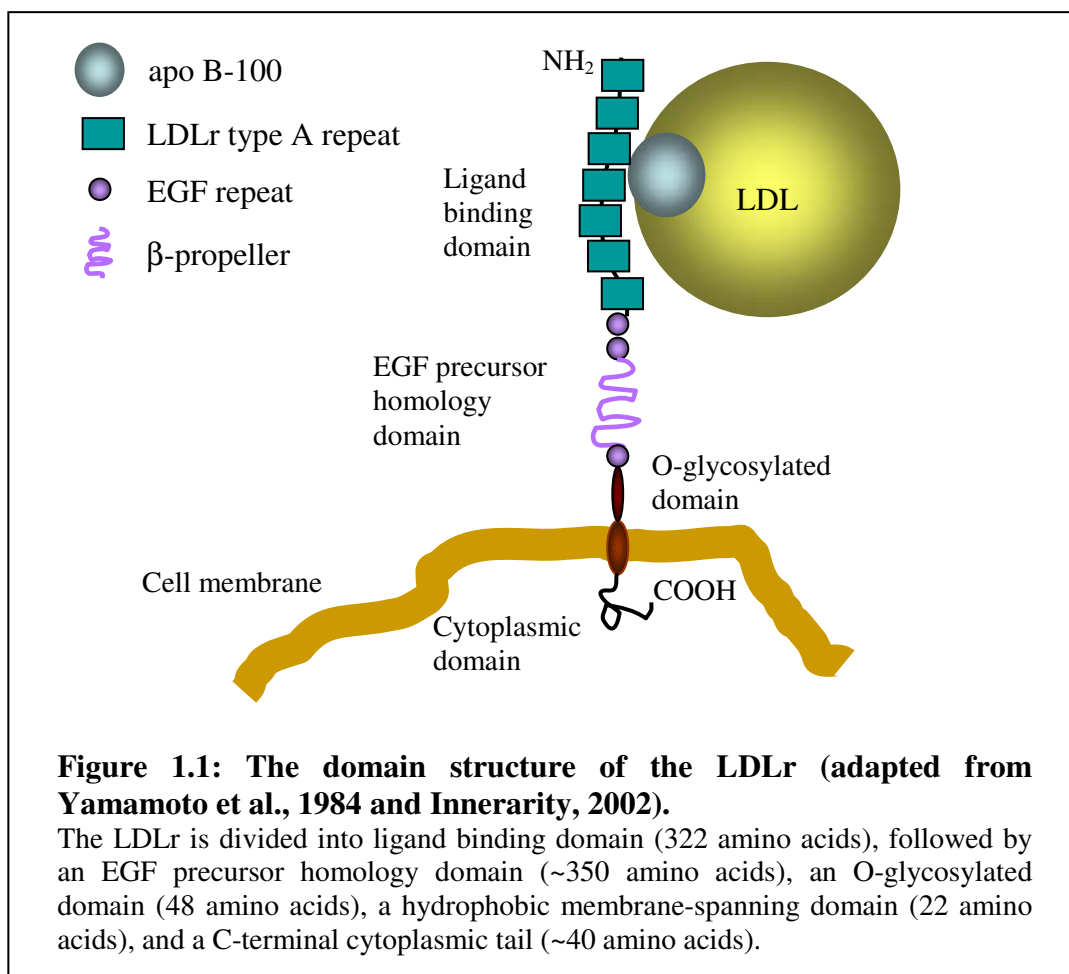 apo B-100
LDLr type A repeat
EGF repeat
β-propeller
NH₂
Ligand
binding
domain
LDL
EGF precursor
homology
domain
O-glycosylated
domain
Cell membrane
COOH
Cytoplasmic
domain
Figure 1.1: The domain structure of the LDLr (adapted from
Yamamoto et al., 1984 and Innerarity, 2002).
The LDLr is divided into ligand binding domain (322 amino acids), followed by
an EGF precursor homology domain (~350 amino acids), an O-glycosylated
domain (48 amino acids), a hydrophobic membrane-spanning domain (22 amino
acids), and a C-terminal cytoplasmic tail (~40 amino acids).